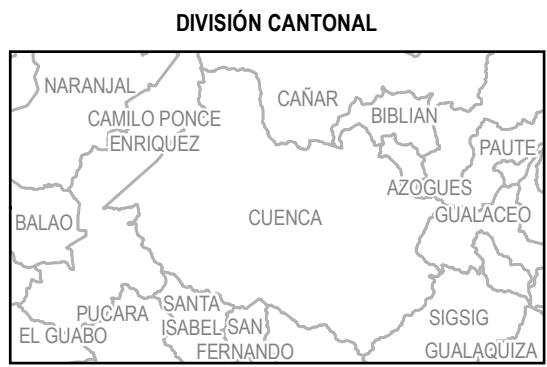 DIVISIÓN CANTONAL
NARANJAL
CAÑAR
CAMILO PONCE
ENRIQUEZ
BIBLIAN
PAUTE
AZOGUES
BALAO
CUENCA
GUALACEO
PUCARA
SANTA
ISABEL
SAN
FERNANDO
EL GUABO
SIGSIG
GUALAQUIZA